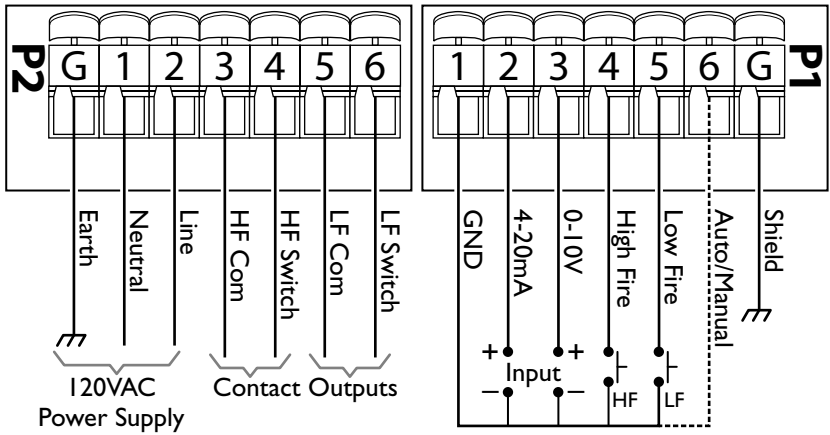 P2
G 1 2 3 4 5 6
Earth
Neutral
Line
HF Com
HF Switch
LF Com
LF Switch
120VAC
Power Supply
Contact Outputs
1 2 3 4 5 6 G
P1
GND
4-20mA
0-10V
High Fire
Low Fire
Auto/Manual
Shield
+ +
Input
– –
HF
LF